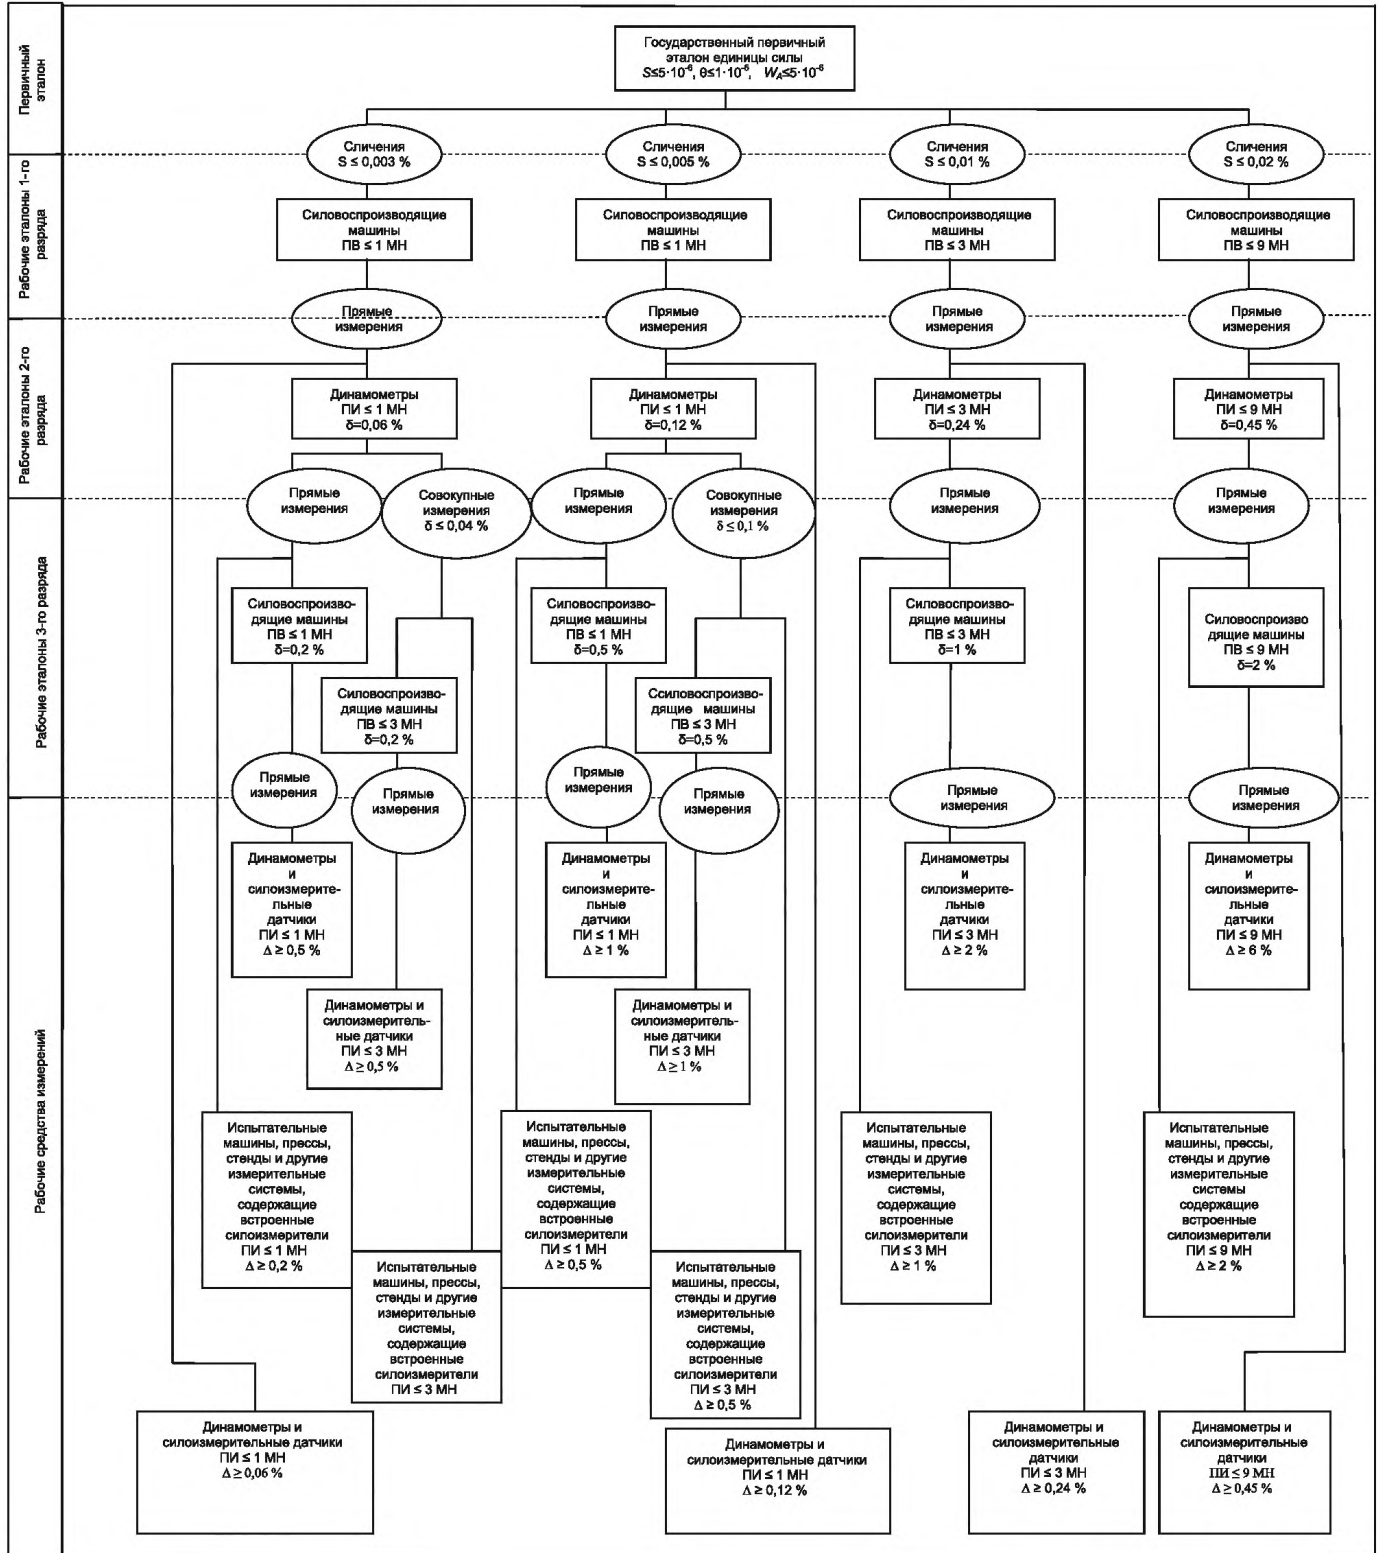 Первичный
эталон
Государственный первичный
эталон единицы силы
S≤5·10⁻⁶, θ≤1·10⁻⁶, W_A≤5·10⁻⁶
Сличения
S ≤ 0,003 %
Сличения
S ≤ 0,005 %
Сличения
S ≤ 0,01 %
Сличения
S ≤ 0,02 %
Рабочие эталоны 1-го
разряда
Силовоспроизводящие
машины
ПВ ≤ 1 МН
Силовоспроизводящие
машины
ПВ ≤ 1 МН
Силовоспроизводящие
машины
ПВ ≤ 3 МН
Силовоспроизводящие
машины
ПВ ≤ 9 МН
Прямые
измерения
Прямые
измерения
Прямые
измерения
Прямые
измерения
Рабочие эталоны 2-го
разряда
Динамометры
ПИ ≤ 1 МН
δ=0,06 %
Динамометры
ПИ ≤ 1 МН
δ=0,12 %
Динамометры
ПИ ≤ 3 МН
δ=0,24 %
Динамометры
ПИ ≤ 9 МН
δ=0,45 %
Прямые
измерения
Совокупные
измерения
δ ≤ 0,04 %
Прямые
измерения
Совокупные
измерения
δ ≤ 0,1 %
Прямые
измерения
Прямые
измерения
Рабочие эталоны 3-го разряда
Силовоспроизво-
дящие машины
ПВ ≤ 1 МН
δ=0,2 %
Силовоспроизво-
дящие машины
ПВ ≤ 3 МН
δ=0,2 %
Силовоспроизво-
дящие машины
ПВ ≤ 1 МН
δ=0,5 %
Ссиловоспроизво-
дящие машины
ПВ ≤ 3 МН
δ=0,5 %
Силовоспроизво-
дящие машины
ПВ ≤ 3 МН
δ=1 %
Силовоспроизво
дящие машины
ПВ ≤ 9 МН
δ=2 %
Прямые
измерения
Прямые
измерения
Прямые
измерения
Прямые
измерения
Прямые
измерения
Прямые
измерения
Рабочие средства измерений
Динамометры
и
силоизмерите-
льные
датчики
ПИ ≤ 1 МН
Δ ≥ 0,5 %
Динамометры и
силоизмеритель-
ные датчики
ПИ ≤ 3 МН
Δ ≥ 0,5 %
Динамометры
и
силоизмерите-
льные
датчики
ПИ ≤ 1 МН
Δ ≥ 1 %
Динамометры и
силоизмеритель-
ные датчики
ПИ ≤ 3 МН
Δ ≥ 1 %
Динамометры
и
силоизмерите-
льные
датчики
ПИ ≤ 3 МН
Δ ≥ 2 %
Динамометры
и
силоизмерите-
льные
датчики
ПИ ≤ 9 МН
Δ ≥ 6 %
Испытательные
машины, прессы,
стенды и другие
измерительные
системы,
содержащие
встроенные
силоизмерители
ПИ ≤ 1 МН
Δ ≥ 0,2 %
Испытательные
машины, прессы,
стенды и другие
измерительные
системы,
содержащие
встроенные
силоизмерители
ПИ ≤ 3 МН
Испытательные
машины, прессы,
стенды и другие
измерительные
системы,
содержащие
встроенные
силоизмерители
ПИ ≤ 1 МН
Δ ≥ 0,5 %
Испытательные
машины, прессы,
стенды и другие
измерительные
системы,
содержащие
встроенные
силоизмерители
ПИ ≤ 3 МН
Δ ≥ 0,5 %
Испытательные
машины, прессы,
стенды и другие
измерительные
системы,
содержащие
встроенные
силоизмерители
ПИ ≤ 3 МН
Δ ≥ 1 %
Испытательные
машины, прессы,
стенды и другие
измерительные
системы
содержащие
встроенные
силоизмерители
ПИ ≤ 9 МН
Δ ≥ 2 %
Динамометры и
силоизмерительные датчики
ПИ ≤ 1 МН
Δ ≥ 0,06 %
Динамометры и
силоизмерительные датчики
ПИ ≤ 1 МН
Δ ≥ 0,12 %
Динамометры и
силоизмерительные
датчики
ПИ ≤ 3 МН
Δ ≥ 0,24 %
Динамометры и
силоизмерительные
датчики
ПИ ≤ 9 МН
Δ ≥ 0,45 %